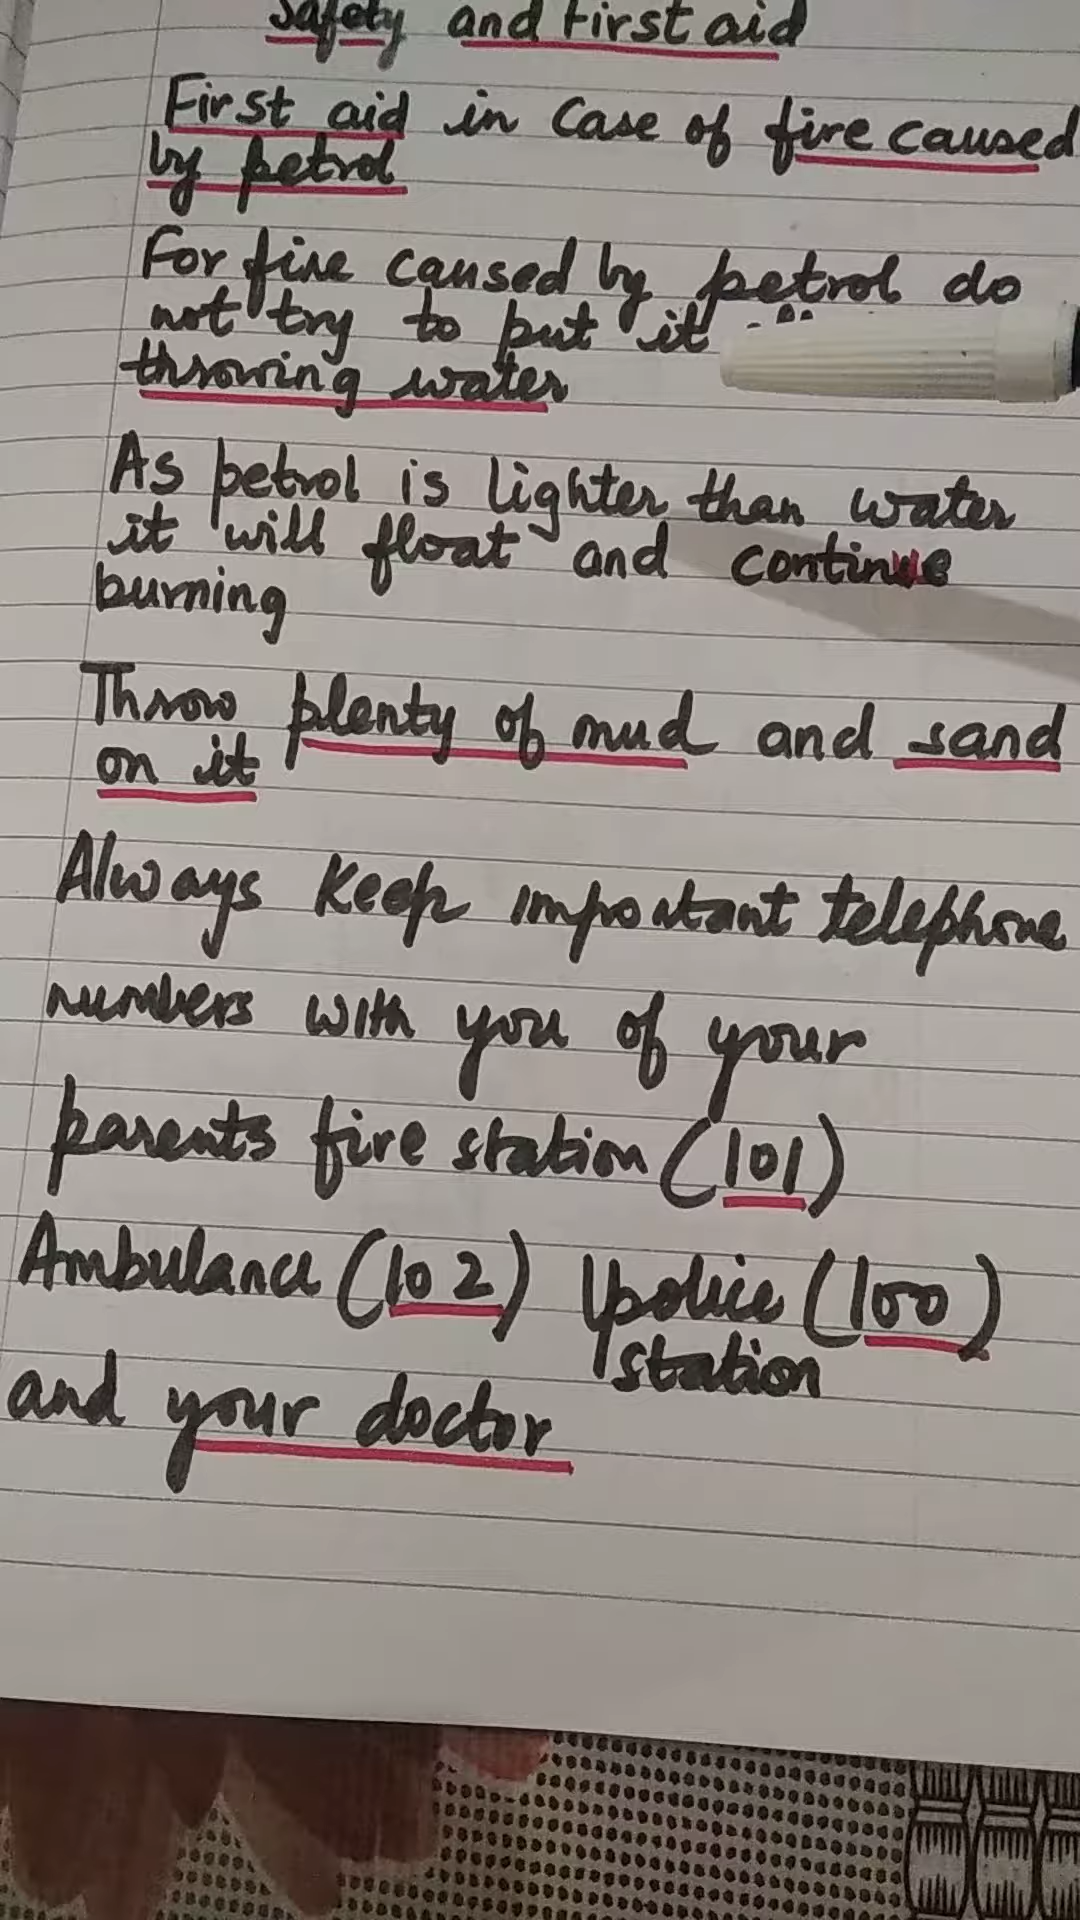 Safety and First aid
First aid in case of fire caused
by petrol
For fire caused by petrol do
not try to put it
throwing water
As petrol is lighter than water
it will float and continue
burning
Throw plenty of mud and sand
on it
Always keep important telephone
numbers with you of your
parents fire station (101)
Ambulance (102) police (100)
station
and your doctor